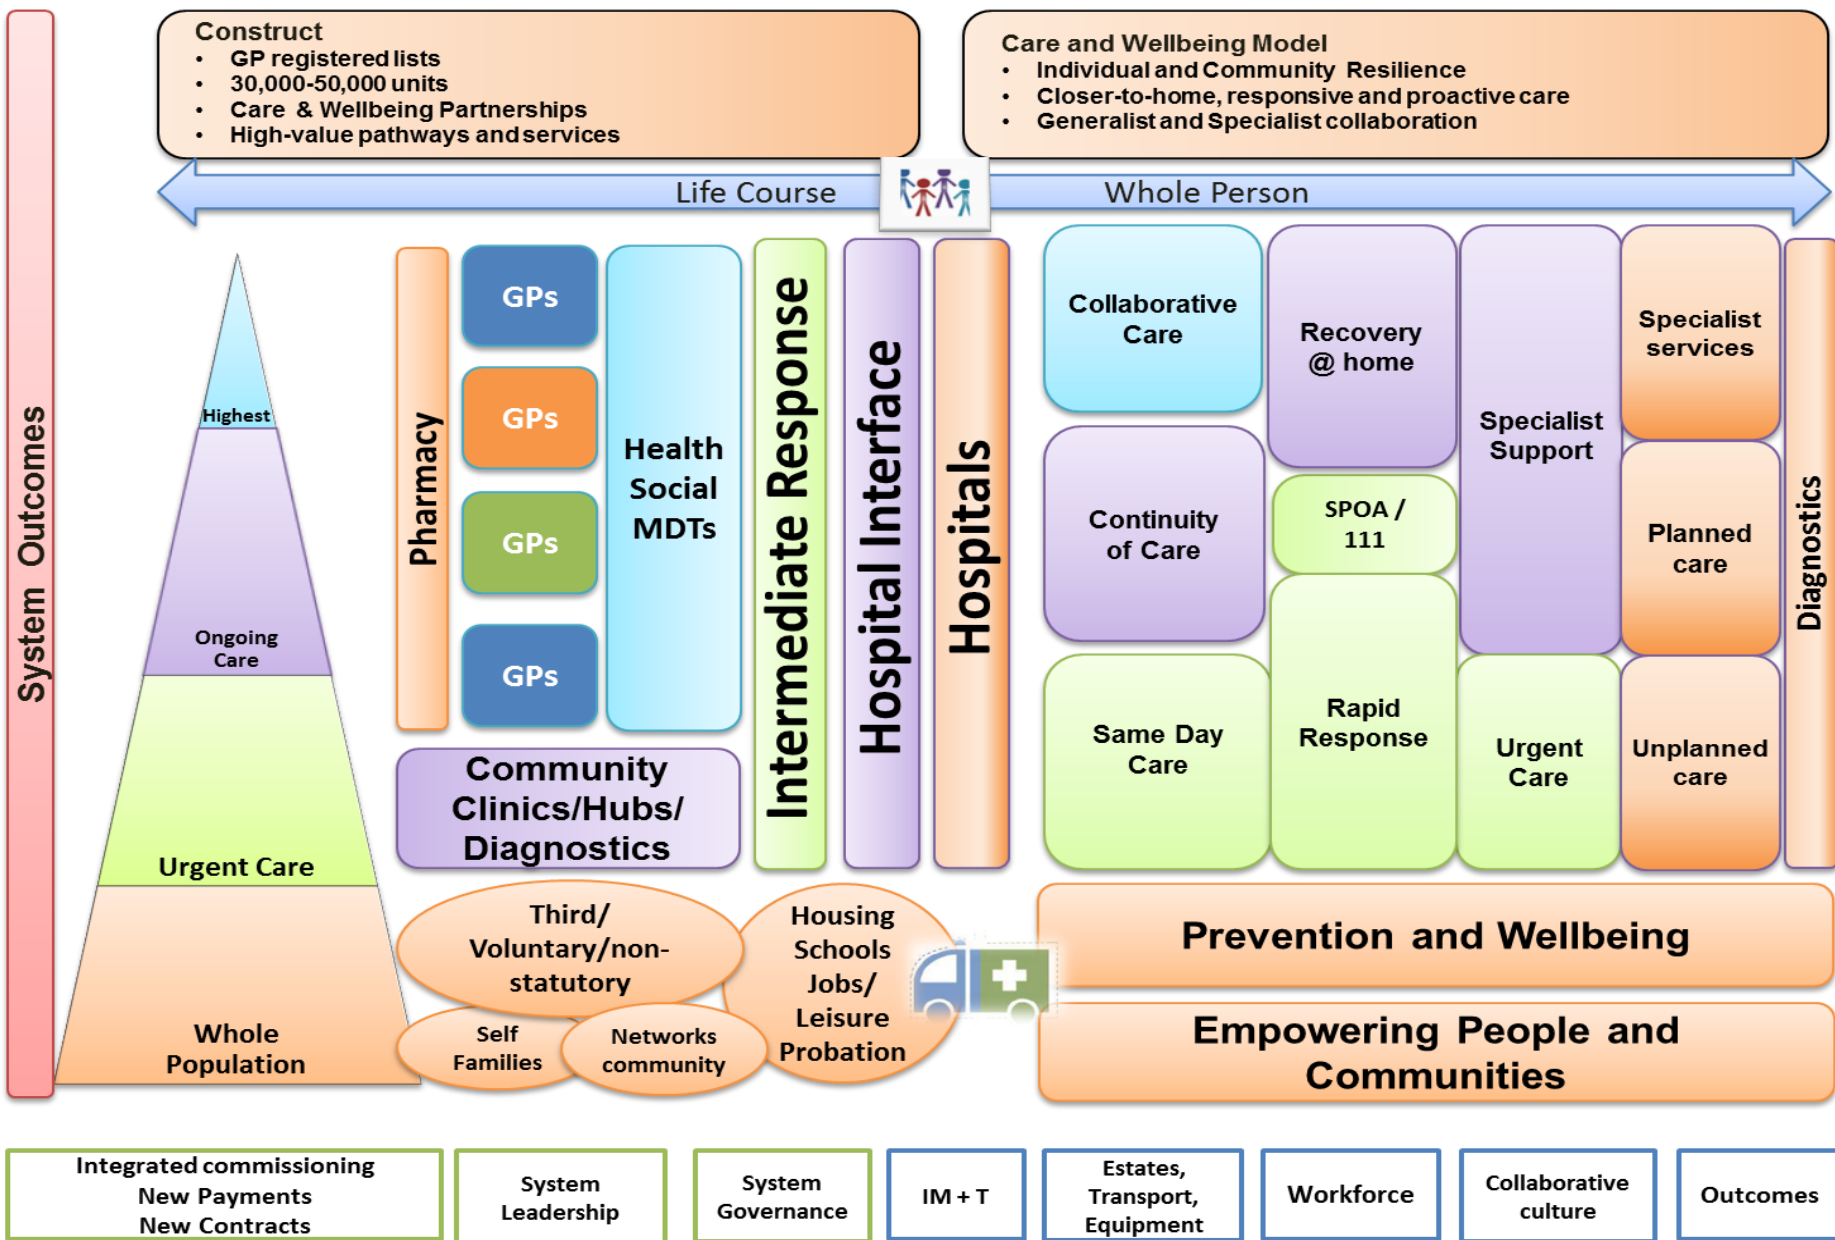 Construct
• GP registered lists
• 30,000-50,000 units
• Care & Wellbeing Partnerships
• High-value pathways and services
Care and Wellbeing Model
• Individual and Community Resilience
• Closer-to-home, responsive and proactive care
• Generalist and Specialist collaboration
Life Course
Whole Person
System Outcomes
Highest
Ongoing
Care
Urgent Care
Whole
Population
Pharmacy
GPs
GPs
GPs
GPs
Health
Social
MDTs
Community
Clinics/Hubs/
Diagnostics
Intermediate Response
Hospital Interface
Hospitals
Third/
Voluntary/non-
statutory
Self
Families
Networks
community
Housing
Schools
Jobs/
Leisure
Probation
Collaborative
Care
Continuity
of Care
Same Day
Care
Recovery
@ home
SPOA /
111
Rapid
Response
Specialist
Support
Urgent
Care
Specialist
services
Planned
care
Unplanned
care
Diagnostics
Prevention and Wellbeing
Empowering People and
Communities
Integrated commissioning
New Payments
New Contracts
System
Leadership
System
Governance
IM + T
Estates,
Transport,
Equipment
Workforce
Collaborative
culture
Outcomes